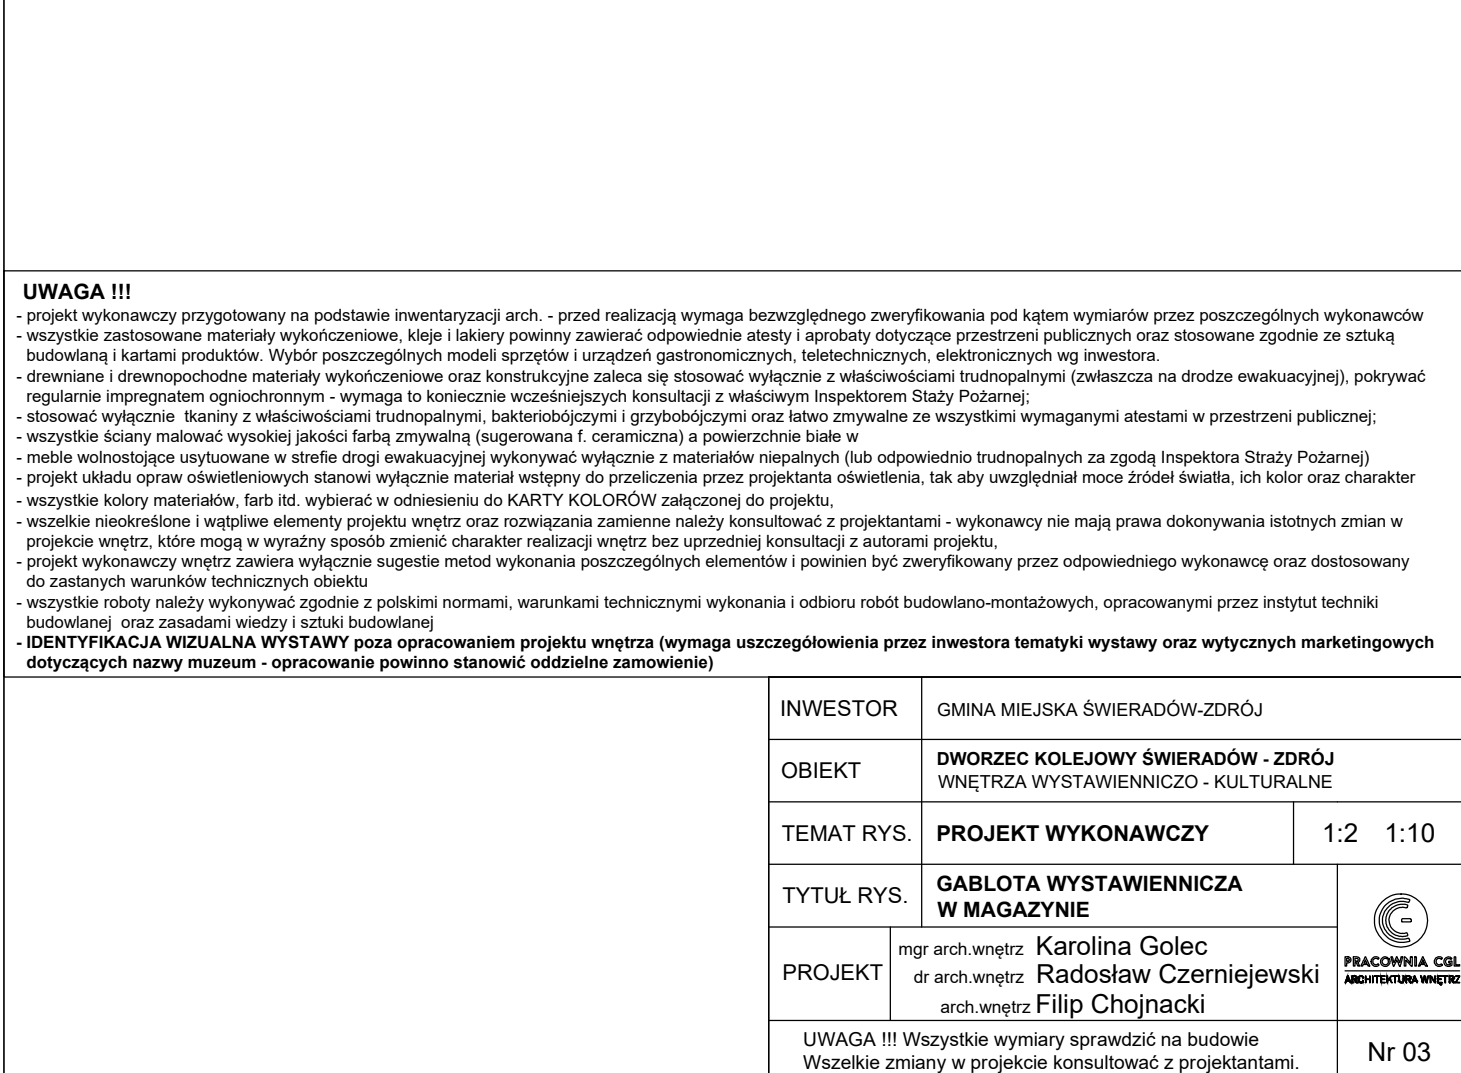 UWAGA !!!
- projekt wykonawczy przygotowany na podstawie inwentaryzacji arch. - przed realizacją wymaga bezwzględnego zweryfikowania pod kątem wymiarów przez poszczególnych wykonawców
- wszystkie zastosowane materiały wykończeniowe, kleje i lakiery powinny zawierać odpowiednie atesty i aprobaty dotyczące przestrzeni publicznych oraz stosowane zgodnie ze sztuką
budowlaną i kartami produktów. Wybór poszczególnych modeli sprzętów i urządzeń gastronomicznych, teletechnicznych, elektronicznych wg inwestora.
- drewniane i drewnopochodne materiały wykończeniowe oraz konstrukcyjne zaleca się stosować wyłącznie z właściwościami trudnopalnymi (zwłaszcza na drodze ewakuacyjnej), pokrywać
regularnie impregnatem ogniochronnym - wymaga to koniecznie wcześniejszych konsultacji z właściwym Inspektorem Staży Pożarnej;
- stosować wyłącznie tkaniny z właściwościami trudnopalnymi, bakteriobójczymi i grzybobójczymi oraz łatwo zmywalne ze wszystkimi wymaganymi atestami w przestrzeni publicznej;
- wszystkie ściany malować wysokiej jakości farbą zmywalną (sugerowana f. ceramiczna) a powierzchnie białe w
- meble wolnostojące usytuowane w strefie drogi ewakuacyjnej wykonywać wyłącznie z materiałów niepalnych (lub odpowiednio trudnopalnych za zgodą Inspektora Straży Pożarnej)
- projekt układu opraw oświetleniowych stanowi wyłącznie materiał wstępny do przeliczenia przez projektanta oświetlenia, tak aby uwzględniał moce źródeł światła, ich kolor oraz charakter
- wszystkie kolory materiałów, farb itd. wybierać w odniesieniu do KARTY KOLORÓW załączonej do projektu,
- wszelkie nieokreślone i wątpliwe elementy projektu wnętrz oraz rozwiązania zamienne należy konsultować z projektantami - wykonawcy nie mają prawa dokonywania istotnych zmian w
projekcie wnętrz, które mogą w wyraźny sposób zmienić charakter realizacji wnętrz bez uprzedniej konsultacji z autorami projektu,
- projekt wykonawczy wnętrz zawiera wyłącznie sugestie metod wykonania poszczególnych elementów i powinien być zweryfikowany przez odpowiedniego wykonawcę oraz dostosowany
do zastanych warunków technicznych obiektu
- wszystkie roboty należy wykonywać zgodnie z polskimi normami, warunkami technicznymi wykonania i odbioru robót budowlano-montażowych, opracowanymi przez instytut techniki
budowlanej oraz zasadami wiedzy i sztuki budowlanej
- IDENTYFIKACJA WIZUALNA WYSTAWY poza opracowaniem projektu wnętrza (wymaga uszczegółowienia przez inwestora tematyki wystawy oraz wytycznych marketingowych
dotyczących nazwy muzeum - opracowanie powinno stanowić oddzielne zamowienie)
INWESTOR GMINA MIEJSKA ŚWIERADÓW-ZDRÓJ
OBIEKT DWORZEC KOLEJOWY ŚWIERADÓW - ZDRÓJ
WNĘTRZA WYSTAWIENNICZO - KULTURALNE
TEMAT RYS. PROJEKT WYKONAWCZY 1:2 1:10
TYTUŁ RYS. GABLOTA WYSTAWIENNICZA
W MAGAZYNIE
PROJEKT mgr arch.wnętrz Karolina Golec
dr arch.wnętrz Radosław Czerniejewski
arch.wnętrz Filip Chojnacki
PRACOWNIA CGL
ARCHITEKTURA WNĘTRZ
UWAGA !!! Wszystkie wymiary sprawdzić na budowie
Wszelkie zmiany w projekcie konsultować z projektantami.
Nr 03